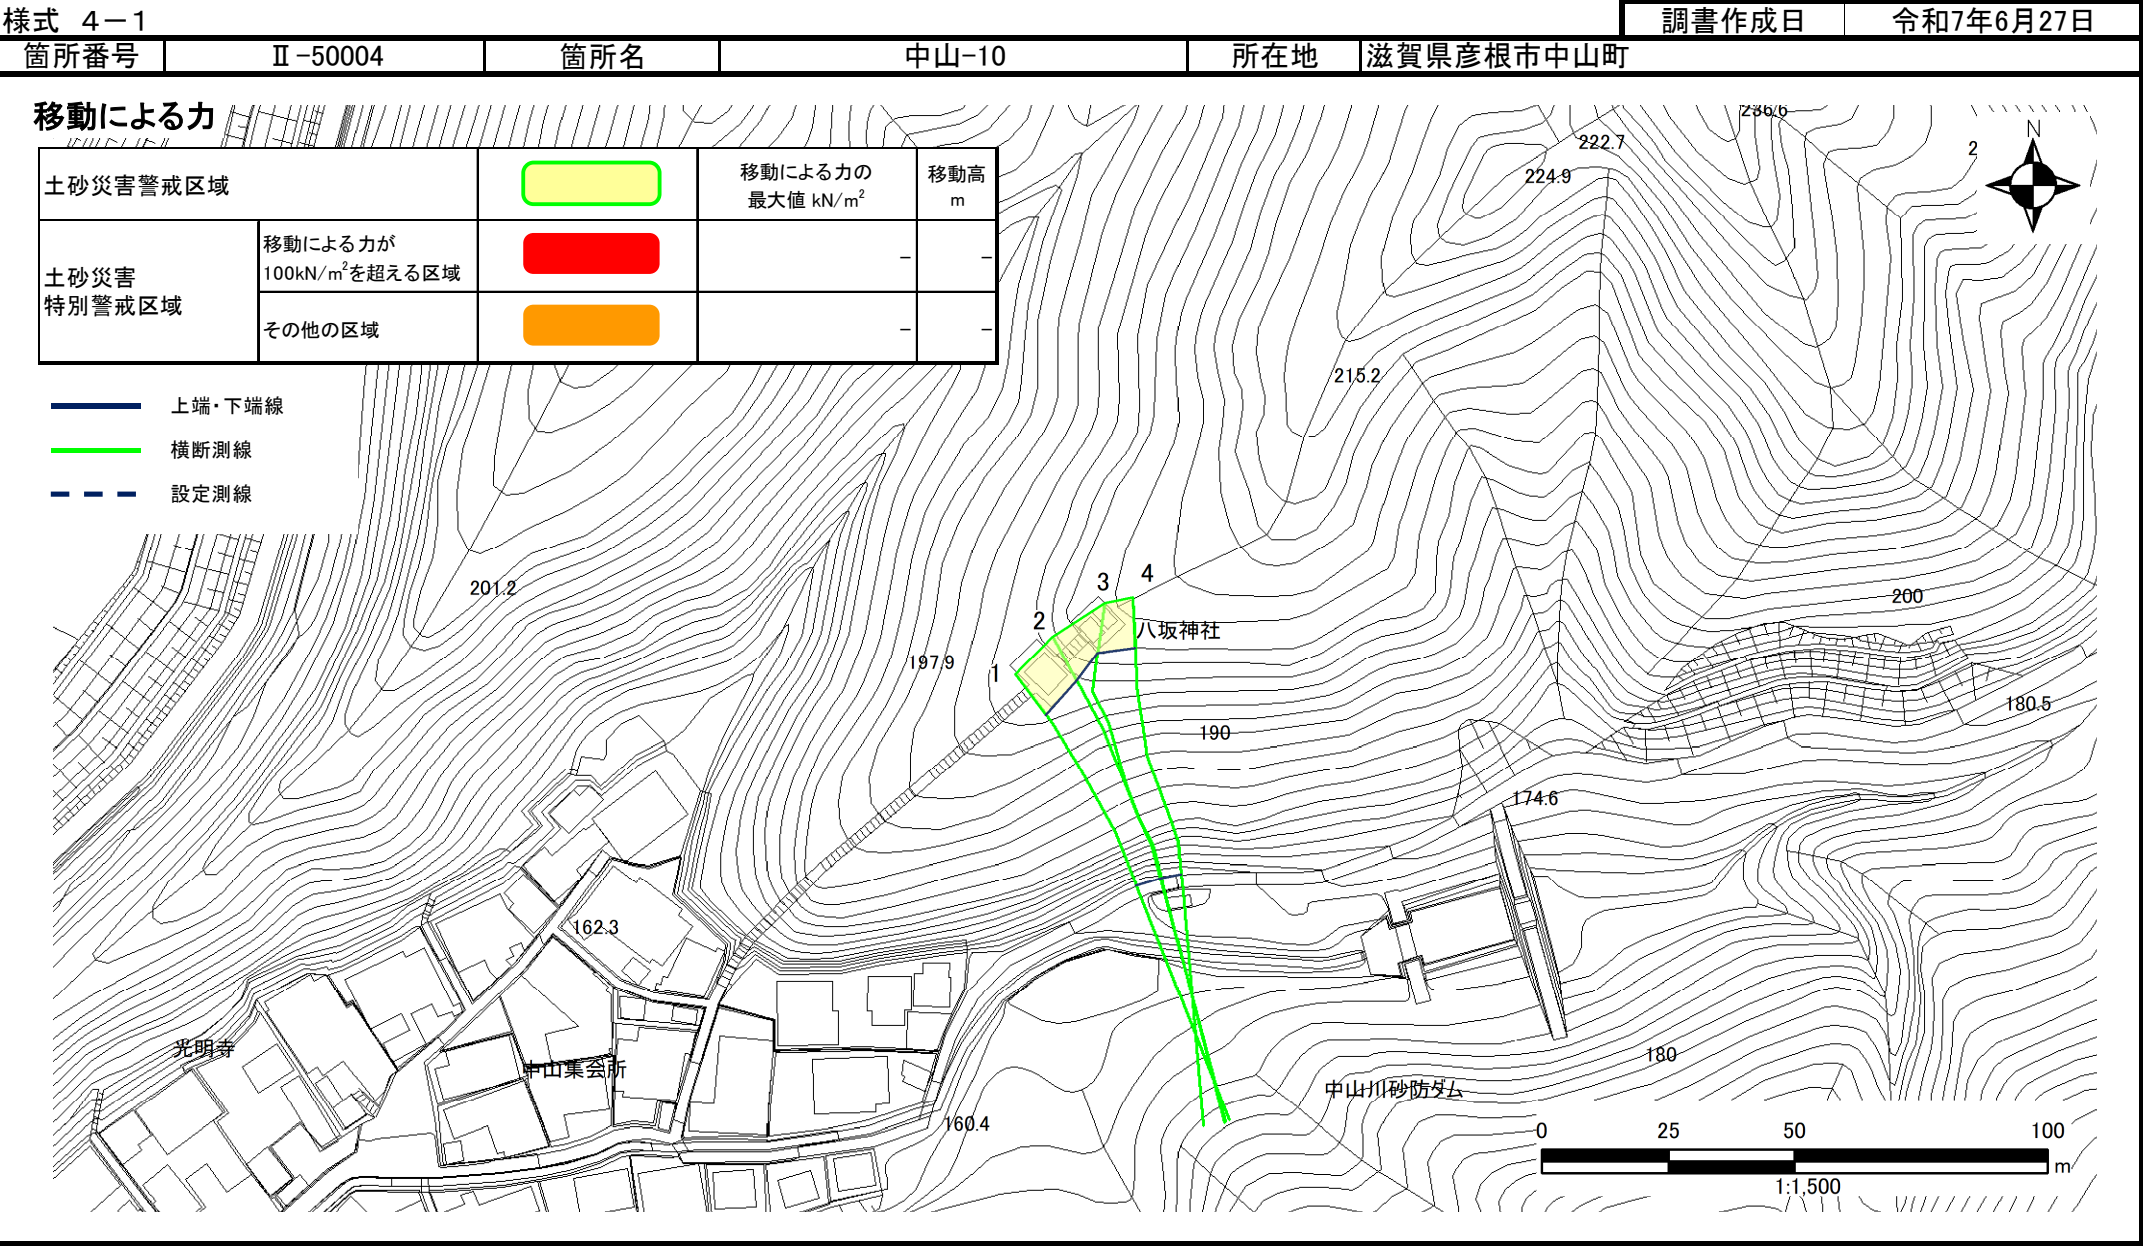 様式 4-1
調書作成日 令和7年6月27日
箇所番号 Ⅱ-50004 箇所名 中山-10 所在地 滋賀県彦根市中山町
移動による力
土砂災害警戒区域
移動による力の
最大値 kN/m²
移動高
m
土砂災害
特別警戒区域
移動による力が
100kN/m²を超える区域
- -
その他の区域
- -
上端・下端線
横断測線
設定測線
236.6
222.7
224.9
2
N
215.2
201.2
197.9
1
2
3
4
八坂神社
200
180.5
190
174.6
162.3
光明寺
中山集会所
180
中山川砂防ダム
160.4
0 25 50 100
m
1:1,500